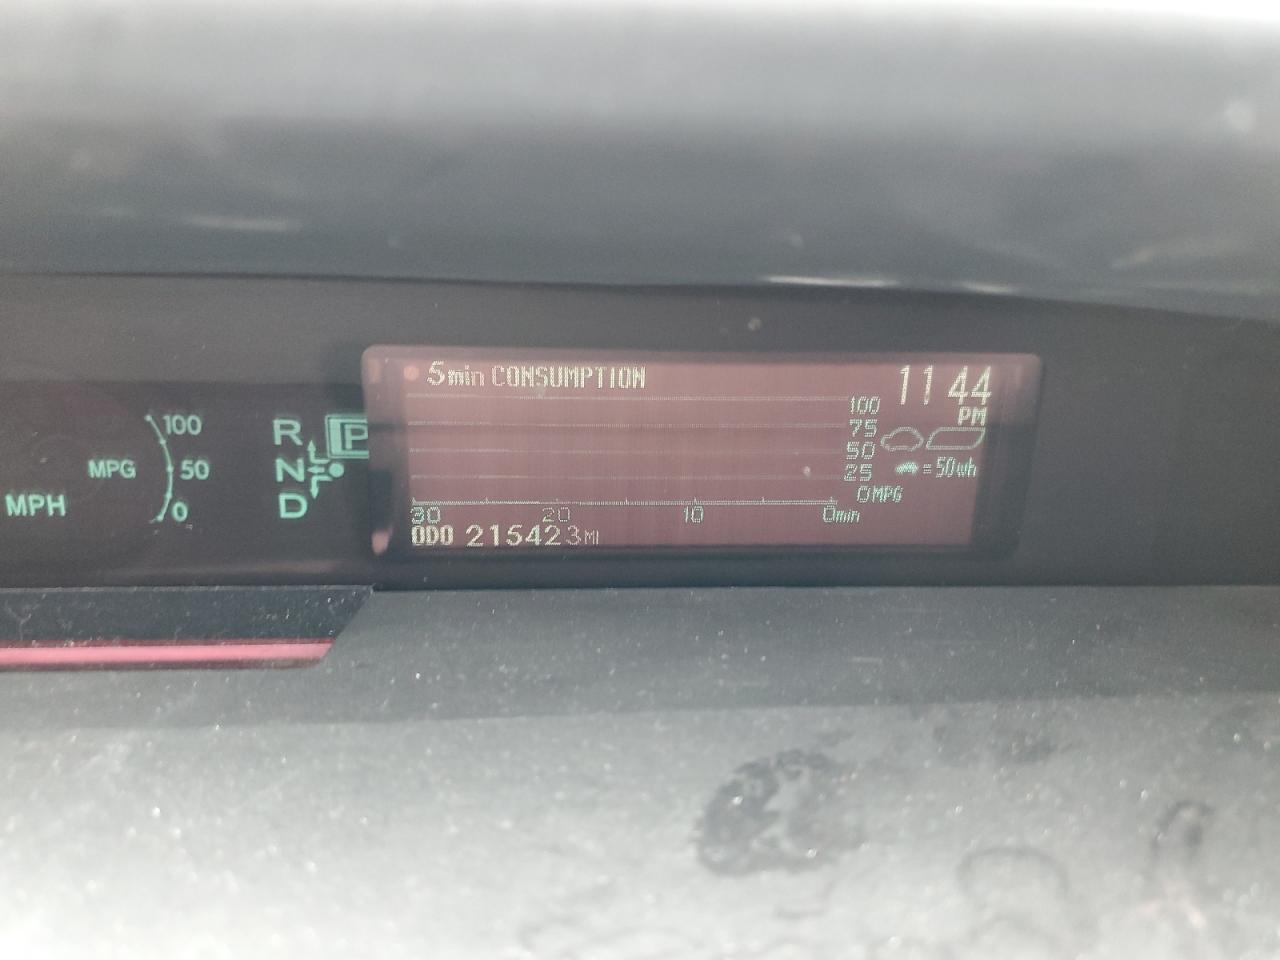 5min CONSUMPTION
11 44
PM
100
75
50
25
0MPG
= 50wh
30 20 10 0min
ODO 215423MI
100
MPG 50
0
MPH
R P
N
D